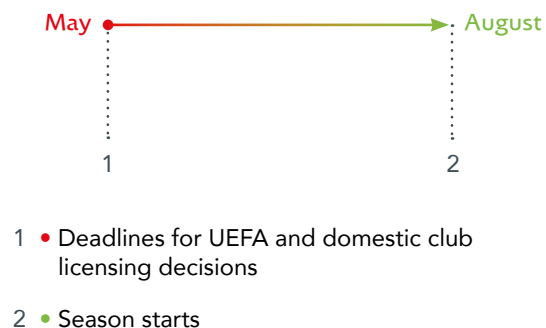 May August
1 2
1 • Deadlines for UEFA and domestic club
licensing decisions
2 • Season starts